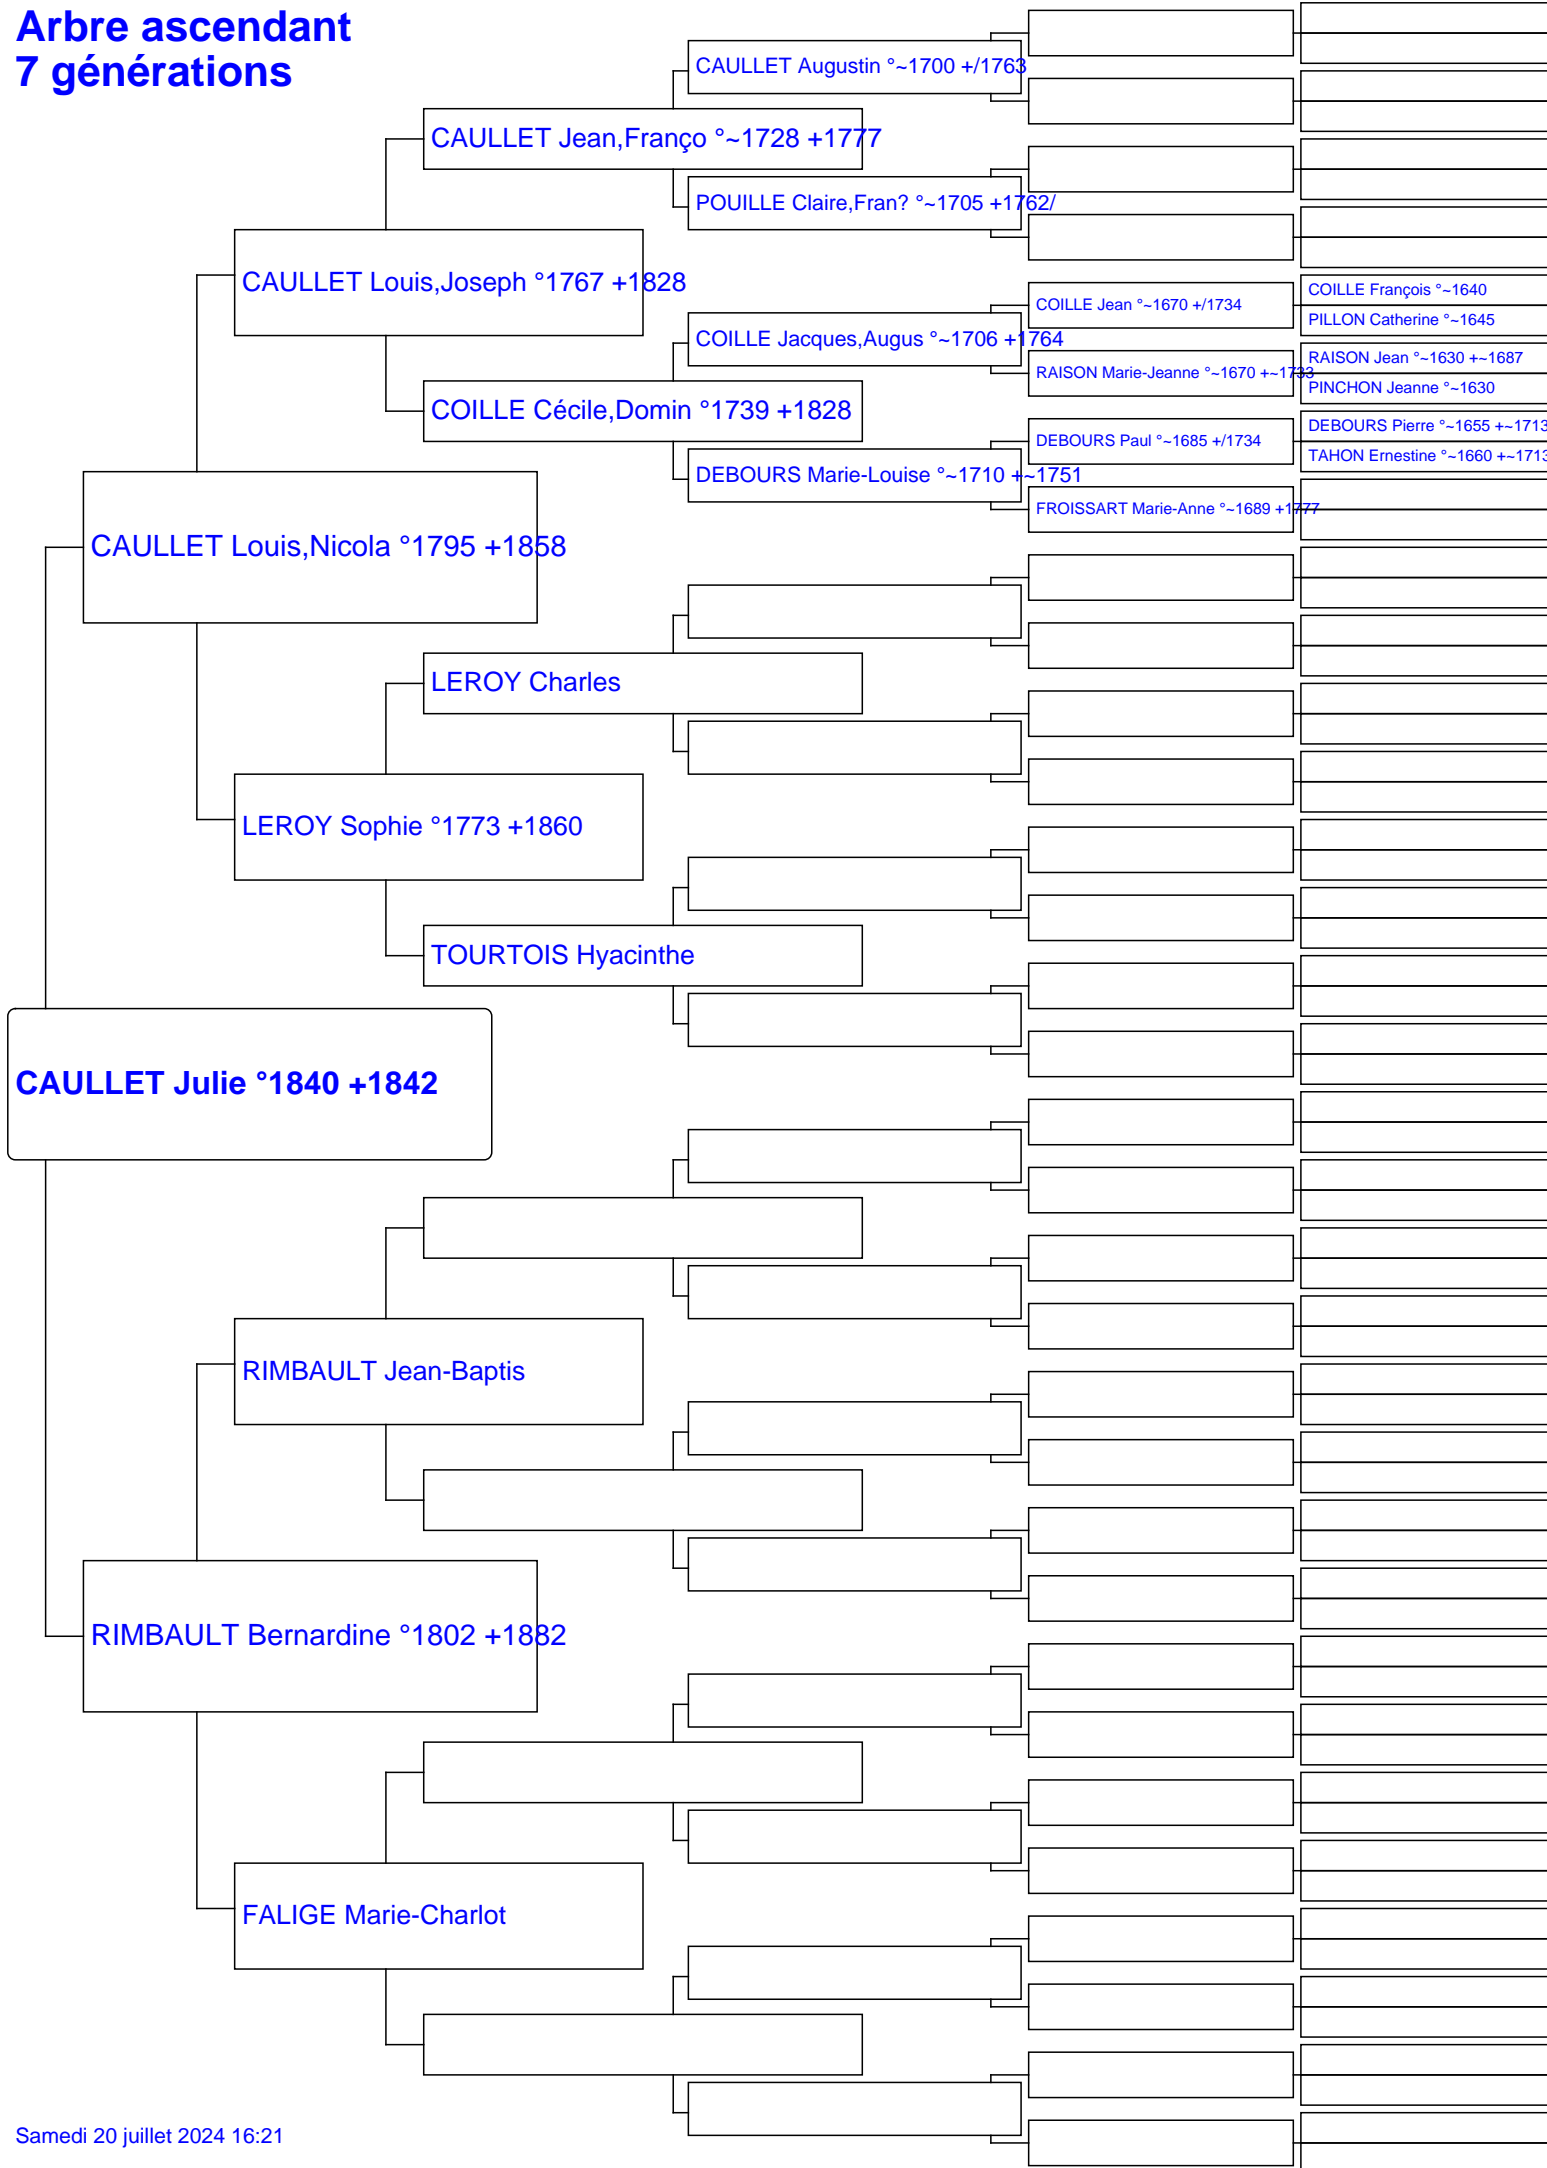 Arbre ascendant
7 générations
CAULLET Augustin °~1700 +/1763
CAULLET Jean,Franço °~1728 +1777
POUILLE Claire,Fran? °~1705 +1762/
CAULLET Louis,Joseph °1767 +1828
COILLE François °~1640
COILLE Jean °~1670 +/1734
PILLON Catherine °~1645
COILLE Jacques,Augus °~1706 +1764
RAISON Jean °~1630 +~1687
RAISON Marie-Jeanne °~1670 +~1733
PINCHON Jeanne °~1630
COILLE Cécile,Domin °1739 +1828
DEBOURS Pierre °~1655 +~1713
DEBOURS Paul °~1685 +/1734
TAHON Ernestine °~1660 +~1713
DEBOURS Marie-Louise °~1710 +~1751
FROISSART Marie-Anne °~1689 +1777
CAULLET Louis,Nicola °1795 +1858
LEROY Charles
LEROY Sophie °1773 +1860
TOURTOIS Hyacinthe
CAULLET Julie °1840 +1842
RIMBAULT Jean-Baptis
RIMBAULT Bernardine °1802 +1882
FALIGE Marie-Charlot
Samedi 20 juillet 2024 16:21